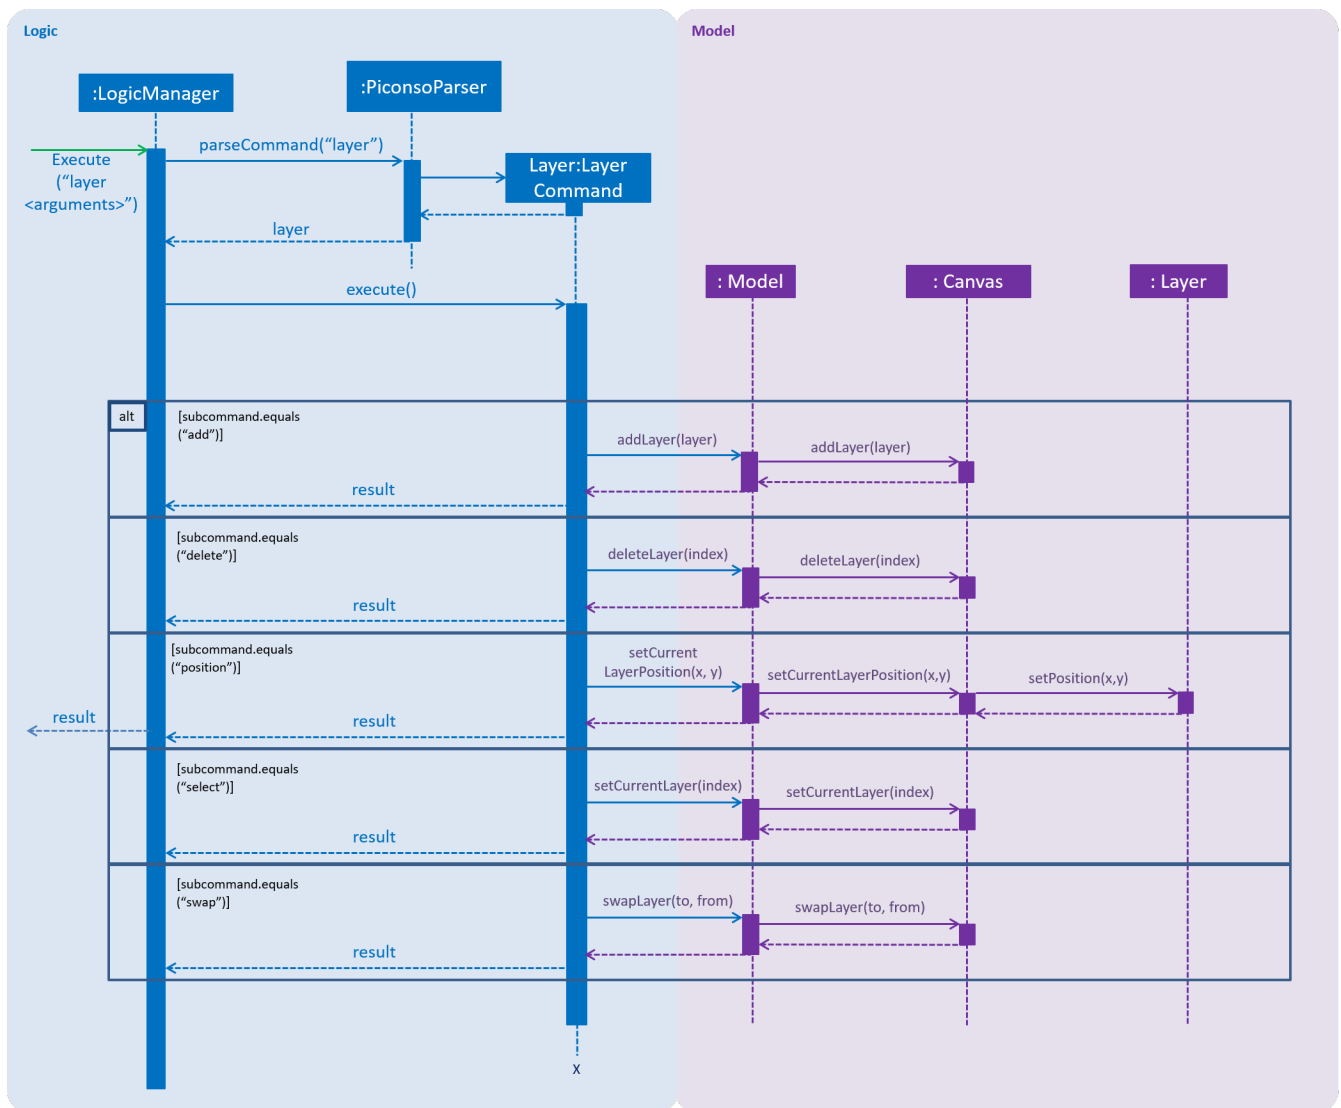 Logic
Model
:LogicManager
:PiconsoParser
parseCommand(“layer”)
Execute
(“layer
<arguments>”)
Layer:Layer
Command
layer
execute()
: Model
: Canvas
: Layer
alt
[subcommand.equals
(“add”)]
addLayer(layer)
addLayer(layer)
result
[subcommand.equals
(“delete”)]
deleteLayer(index)
deleteLayer(index)
result
[subcommand.equals
(“position”)]
setCurrent
LayerPosition(x, y)
setCurrentLayerPosition(x,y)
setPosition(x,y)
result
result
[subcommand.equals
(“select”)]
setCurrentLayer(index)
setCurrentLayer(index)
result
[subcommand.equals
(“swap”)]
swapLayer(to, from)
swapLayer(to, from)
result
X